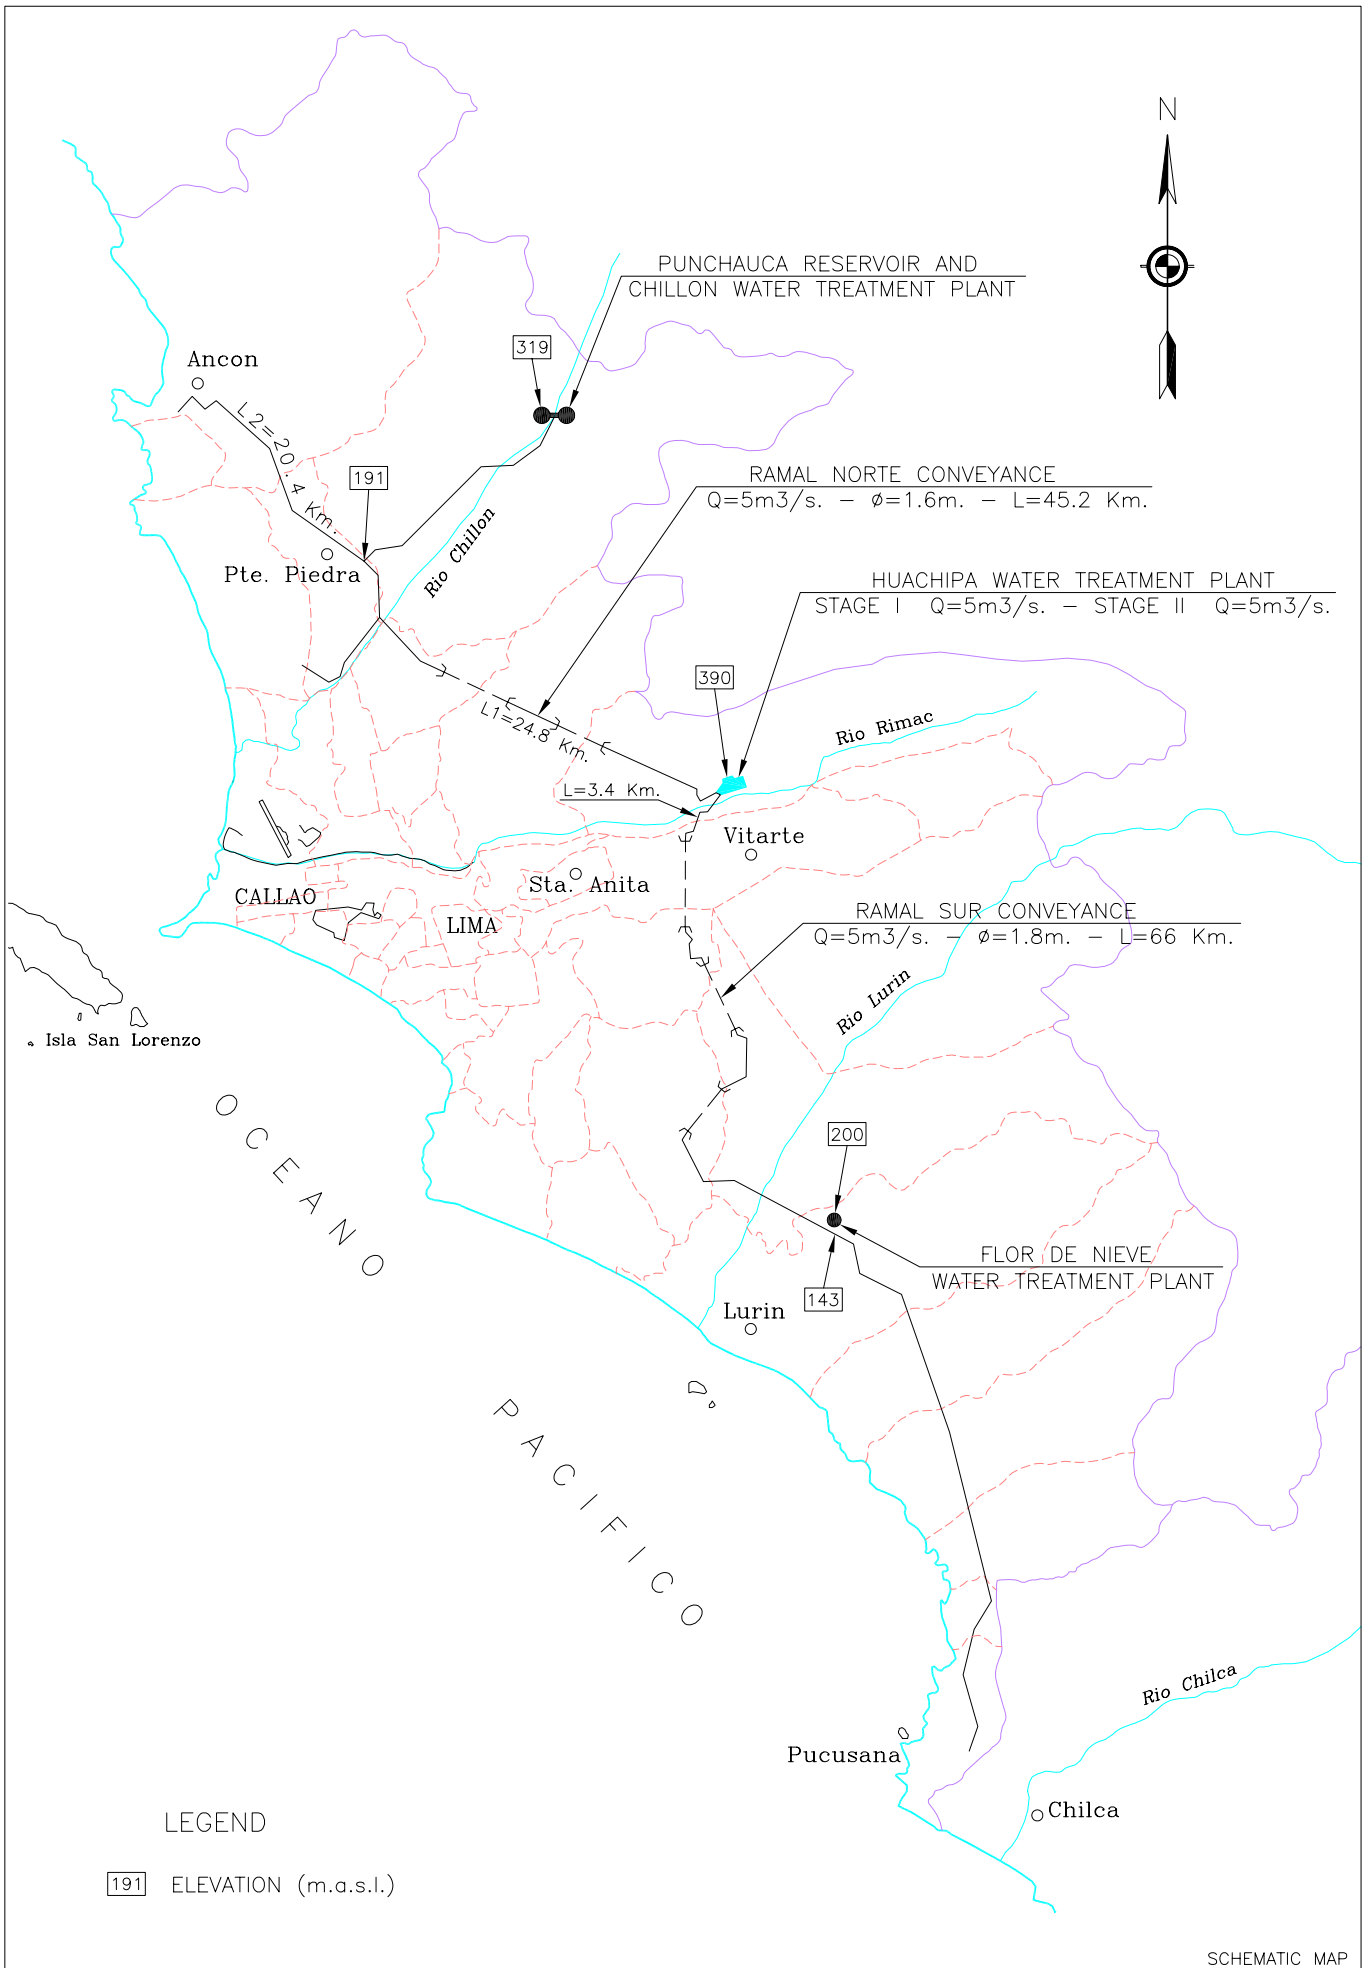 N
PUNCHAUCA RESERVOIR AND
CHILLON WATER TREATMENT PLANT
319
Ancon
L2=20.4 Km.
191
RAMAL NORTE CONVEYANCE
Q=5m3/s. - ø=1.6m. - L=45.2 Km.
Rio Chillon
Pte. Piedra
HUACHIPA WATER TREATMENT PLANT
STAGE I Q=5m3/s. - STAGE II Q=5m3/s.
390
L1=24.8 Km.
Rio Rimac
L=3.4 Km.
Vitarte
Sta. Anita
CALLAO
LIMA
RAMAL SUR CONVEYANCE
Q=5m3/s. - ø=1.8m. - L=66 Km.
Rio Lurin
Isla San Lorenzo
OCEANO
200
FLOR DE NIEVE
WATER TREATMENT PLANT
143
Lurin
PACIFICO
Rio Chilca
Pucusana
Chilca
LEGEND
191 ELEVATION (m.a.s.l.)
SCHEMATIC MAP